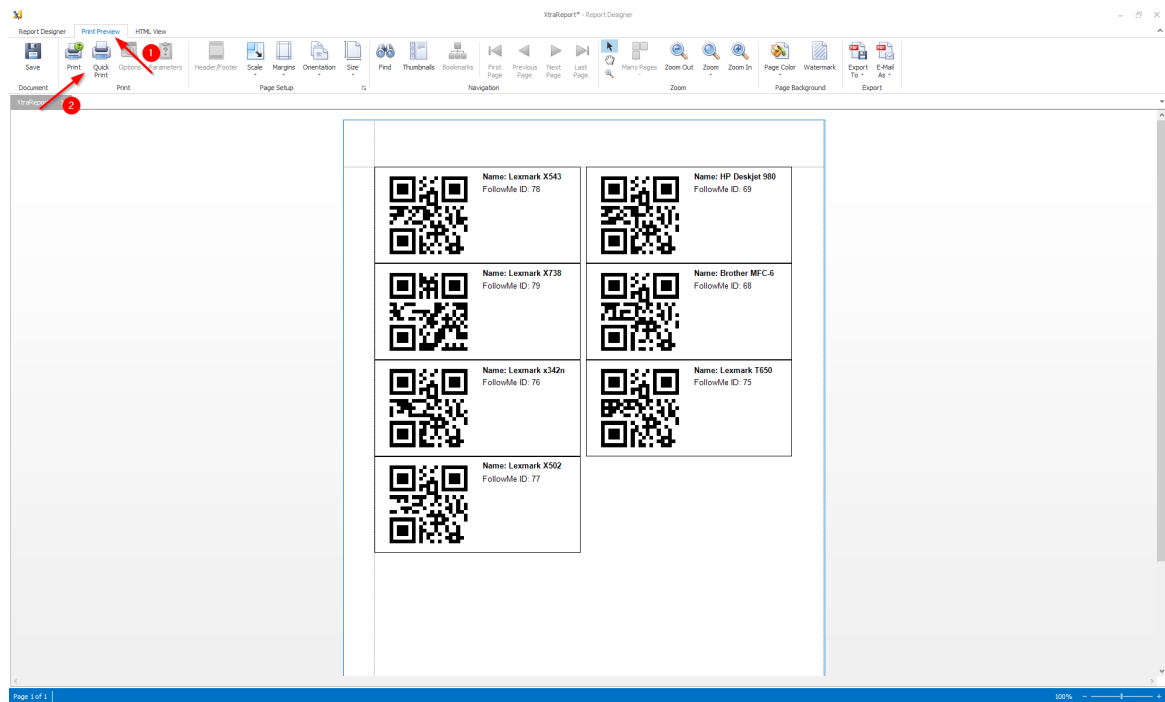 XtraReport* - Report Designer
Report Designer Print Preview HTML View
1
Save Print Quick Print Options Parameters Header/Footer Scale Margins Orientation Size Find Thumbnails Bookmarks First Page Previous Page Next Page Last Page Many Pages Zoom Out Zoom Zoom In Page Color Watermark Export To E-Mail As
Document Print Page Setup Navigation Zoom Page Background Export
2
Name: Lexmark X543
FollowMe ID: 78
Name: HP Deskjet 980
FollowMe ID: 69
Name: Lexmark X738
FollowMe ID: 79
Name: Brother MFC-6
FollowMe ID: 68
Name: Lexmark x342n
FollowMe ID: 76
Name: Lexmark T650
FollowMe ID: 75
Name: Lexmark X502
FollowMe ID: 77
Page 1 of 1 100%